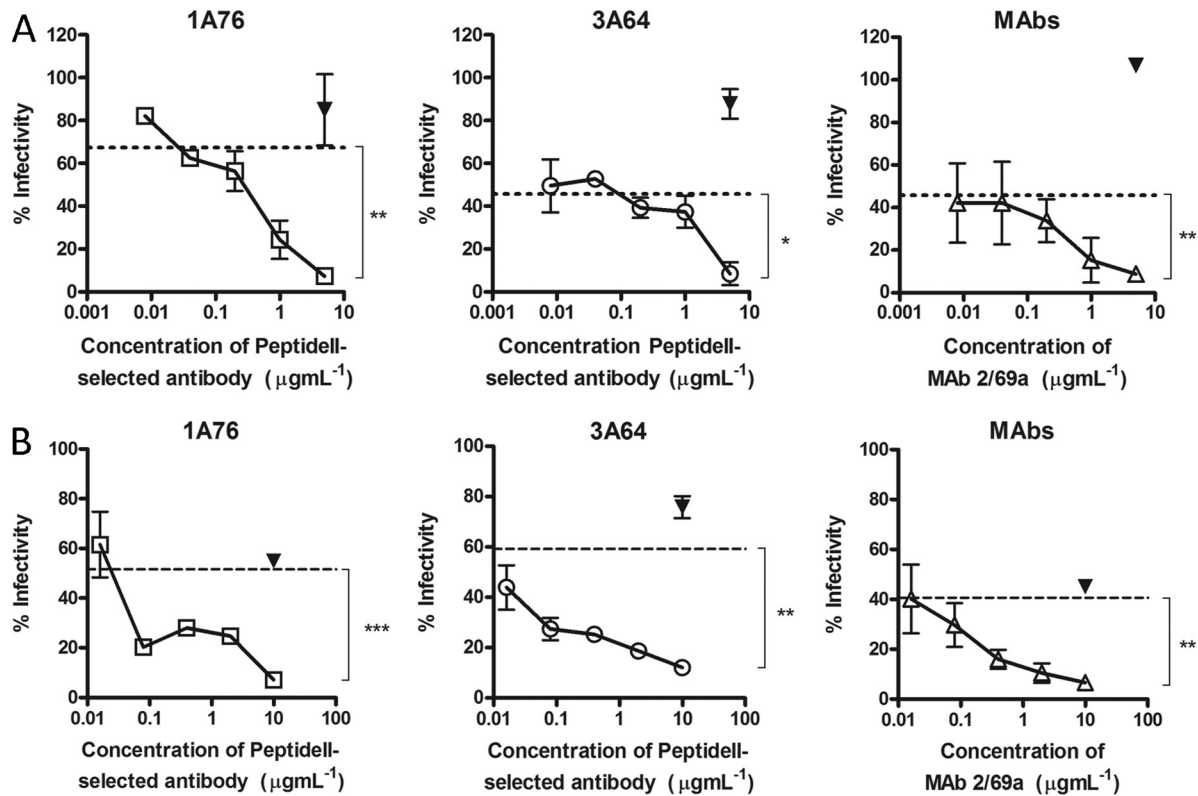 A
1A76
3A64
MAbs
% Infectivity
120
100
80
60
40
20
0
0.001
0.01
0.1
1
10
**
Concentration of PeptideII-
selected antibody (μgmL-1)
% Infectivity
120
100
80
60
40
20
0
0.001
0.01
0.1
1
10
*
Concentration PeptideII-
selected antibody (μgmL-1)
% Infectivity
120
100
80
60
40
20
0
0.001
0.01
0.1
1
10
**
Concentration of
MAb 2/69a (μgmL-1)
B
1A76
3A64
MAbs
% Infectivity
100
80
60
40
20
0
0.01
0.1
1
10
100
***
Concentration of PeptideII-
selected antibody (μgmL-1)
% Infectivity
100
80
60
40
20
0
0.01
0.1
1
10
100
**
Concentration of PeptideII-
selected antibody (μgmL-1)
% Infectivity
100
80
60
40
20
0
0.01
0.1
1
10
100
**
Concentration of
MAb 2/69a (μgmL-1)